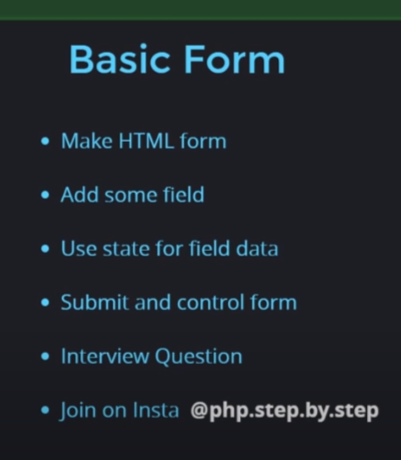 Basic Form
• Make HTML form
• Add some field
• Use state for field data
• Submit and control form
• Interview Question
• Join on Insta @php.step.by.step